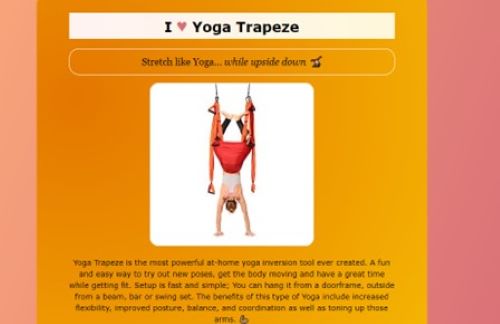 I ♥ Yoga Trapeze
Stretch like Yoga... while upside down
Yoga Trapeze is the most powerful at-home yoga inversion tool ever created. A fun
and easy way to try out new poses, get the body moving and have a great time
while getting fit. Setup is fast and simple; You can hang it from a doorframe, outside
from a beam, bar or swing set. The benefits of this type of Yoga include increased
flexibility, improved posture, balance, and coordination as well as toning up those
arms. 💪